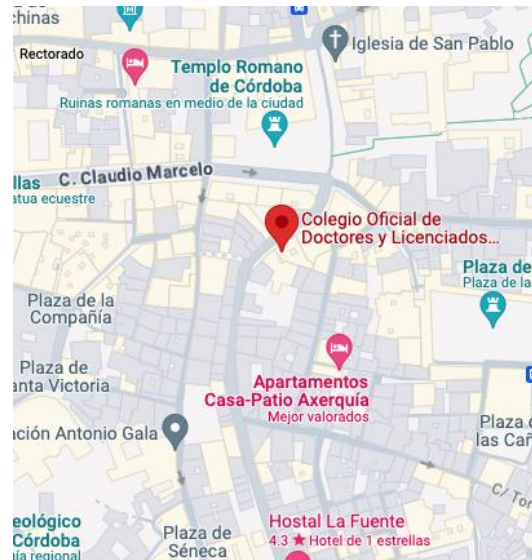 chinas
Rectorado
Iglesia de San Pablo
Templo Romano
de Córdoba
Ruinas romanas en medio de la ciudad
C. Claudio Marcelo
llas
atua ecuestre
Colegio Oficial de
Doctores y Licenciados...
Plaza de
Plaza de la
Plaza de la
Compañía
Plaza de
anta Victoria
Apartamentos
Casa-Patio Axerquía
Mejor valorados
ación Antonio Gala
Plaza d
las Cañ
C/ Tor
eológico
Córdoba
ía regional
Plaza de
Séneca
Hostal La Fuente
4.3 ★ Hotel de 1 estrellas